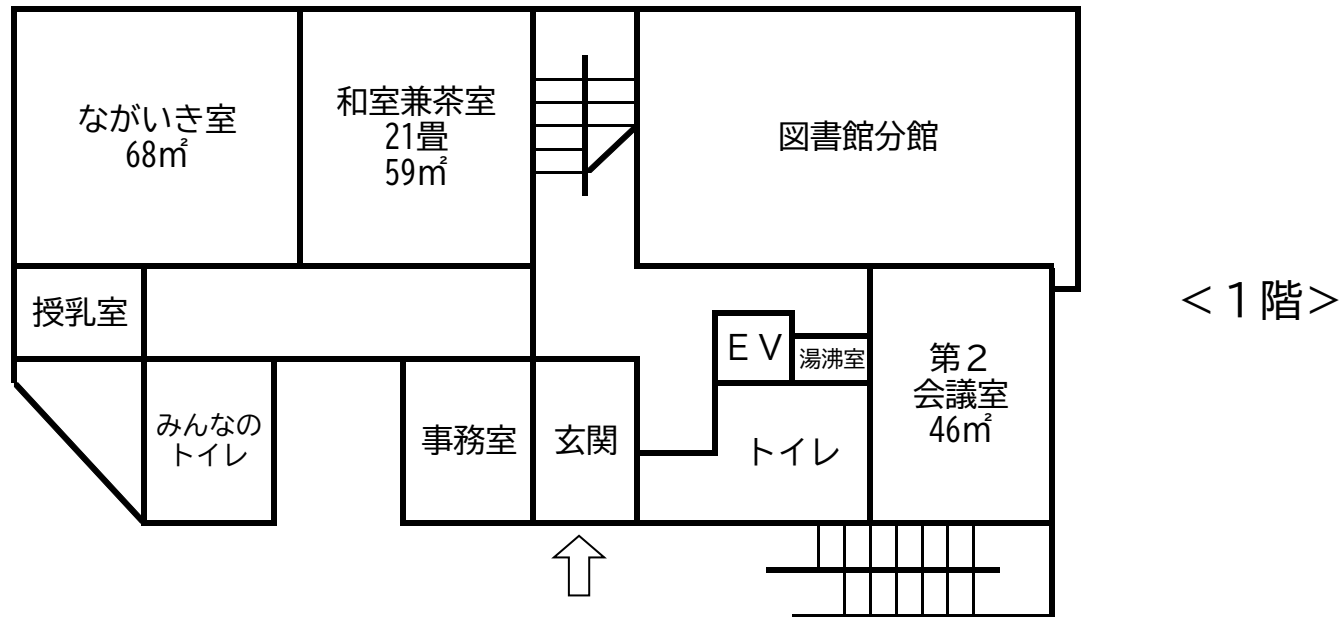 ながいき室
68㎡
和室兼茶室
21畳
59㎡
図書館分館
授乳室
＜１階＞
ＥＶ
湯沸室
第２
会議室
46㎡
みんなの
トイレ
事務室
玄関
トイレ